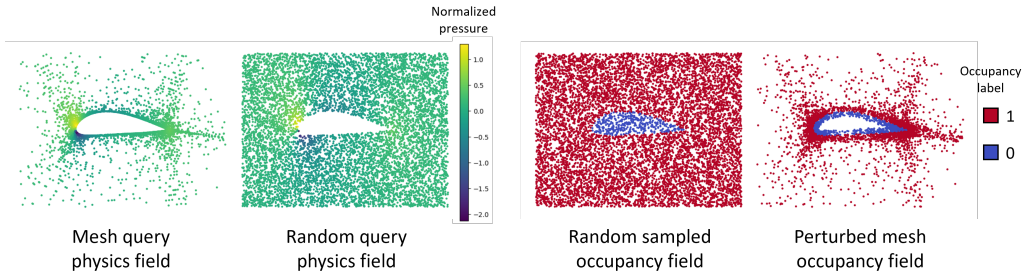 Normalized
pressure
1.0
0.5
0.0
−0.5
−1.0
−1.5
−2.0
Occupancy
label
1
0
Mesh query
physics field
Random query
physics field
Random sampled
occupancy field
Perturbed mesh
occupancy field